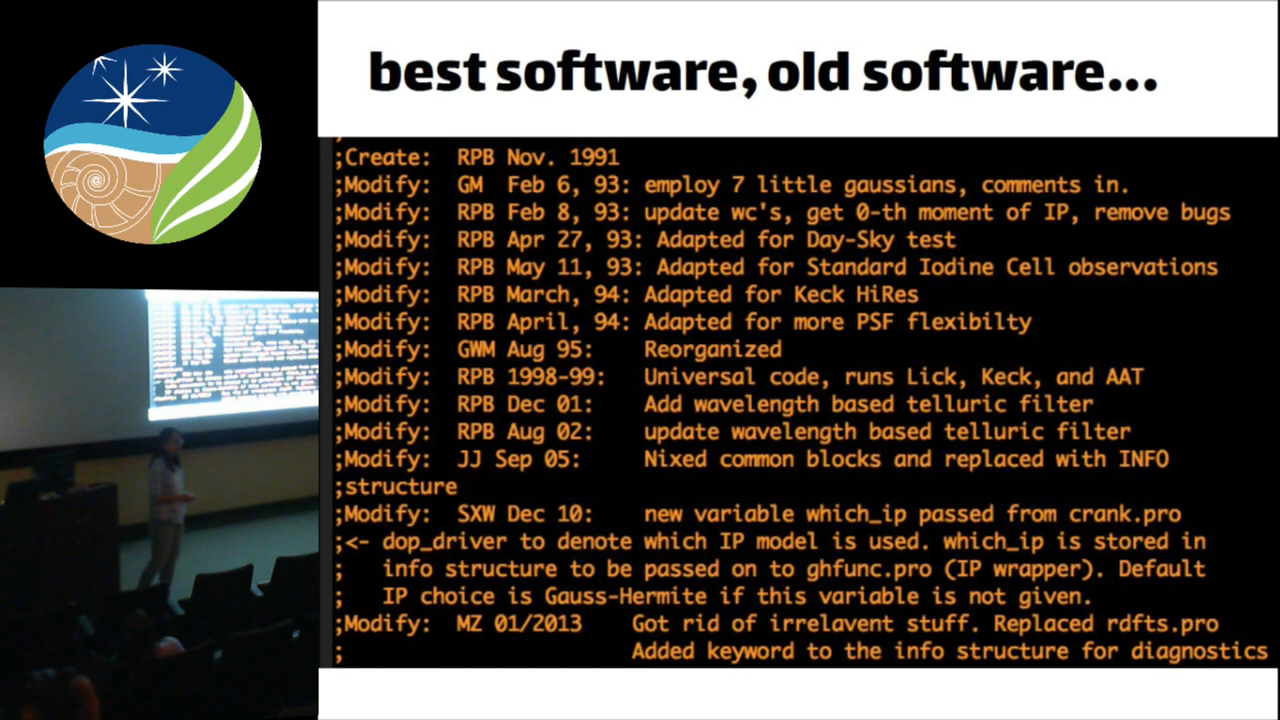 best software, old software...
;Create: RPB Nov. 1991
;Modify: GM Feb 6, 93: employ 7 little gaussians, comments in.
;Modify: RPB Feb 8, 93: update wc's, get 0-th moment of IP, remove bugs
;Modify: RPB Apr 27, 93: Adapted for Day-Sky test
;Modify: RPB May 11, 93: Adapted for Standard Iodine Cell observations
;Modify: RPB March, 94: Adapted for Keck HiRes
;Modify: RPB April, 94: Adapted for more PSF flexibilty
;Modify: GWM Aug 95: Reorganized
;Modify: RPB 1998-99: Universal code, runs Lick, Keck, and AAT
;Modify: RPB Dec 01: Add wavelength based telluric filter
;Modify: RPB Aug 02: update wavelength based telluric filter
;Modify: JJ Sep 05: Nixed common blocks and replaced with INFO
;structure
;Modify: SXW Dec 10: new variable which_ip passed from crank.pro
;<- dop_driver to denote which IP model is used. which_ip is stored in
; info structure to be passed on to ghfunc.pro (IP wrapper). Default
; IP choice is Gauss-Hermite if this variable is not given.
;Modify: MZ 01/2013 Got rid of irrelavent stuff. Replaced rdfts.pro
; Added keyword to the info structure for diagnostics